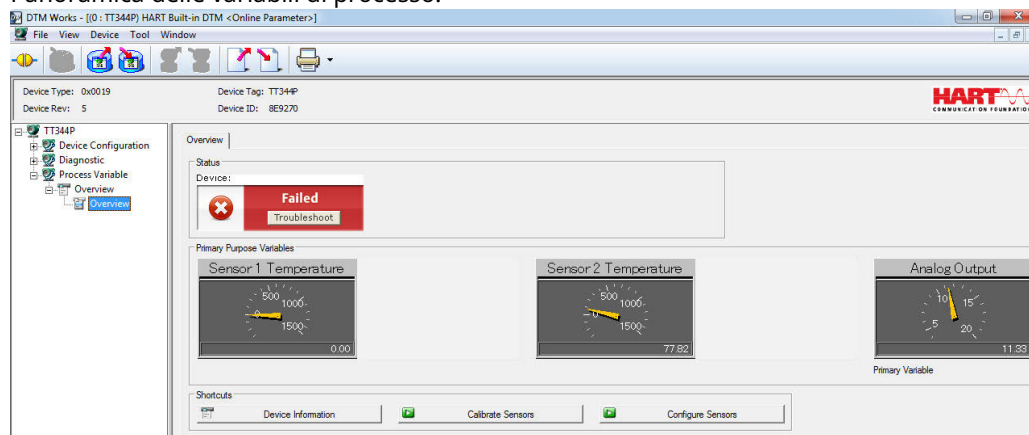 Panoramica delle variabili di processo.
DTM Works - [(0 : TT344P) HART Built-in DTM <Online Parameter>]
File View Device Tool Window
Device Type: 0x0019 Device Tag: TT344P
Device Rev: 5 Device ID: 8E9270
HART
COMMUNICATION FOUNDATION
TT344P
Device Configuration
Diagnostic
Process Variable
Overview
Overview
Overview
Status
Device:
Failed
Troubleshoot
Primary Purpose Variables
Sensor 1 Temperature
0 500 1000 1500
0.00
Sensor 2 Temperature
0 500 1000 1500
77.82
Analog Output
5 10 15 20
11.33
Primary Variable
Shortcuts
Device Information Calibrate Sensors Configure Sensors